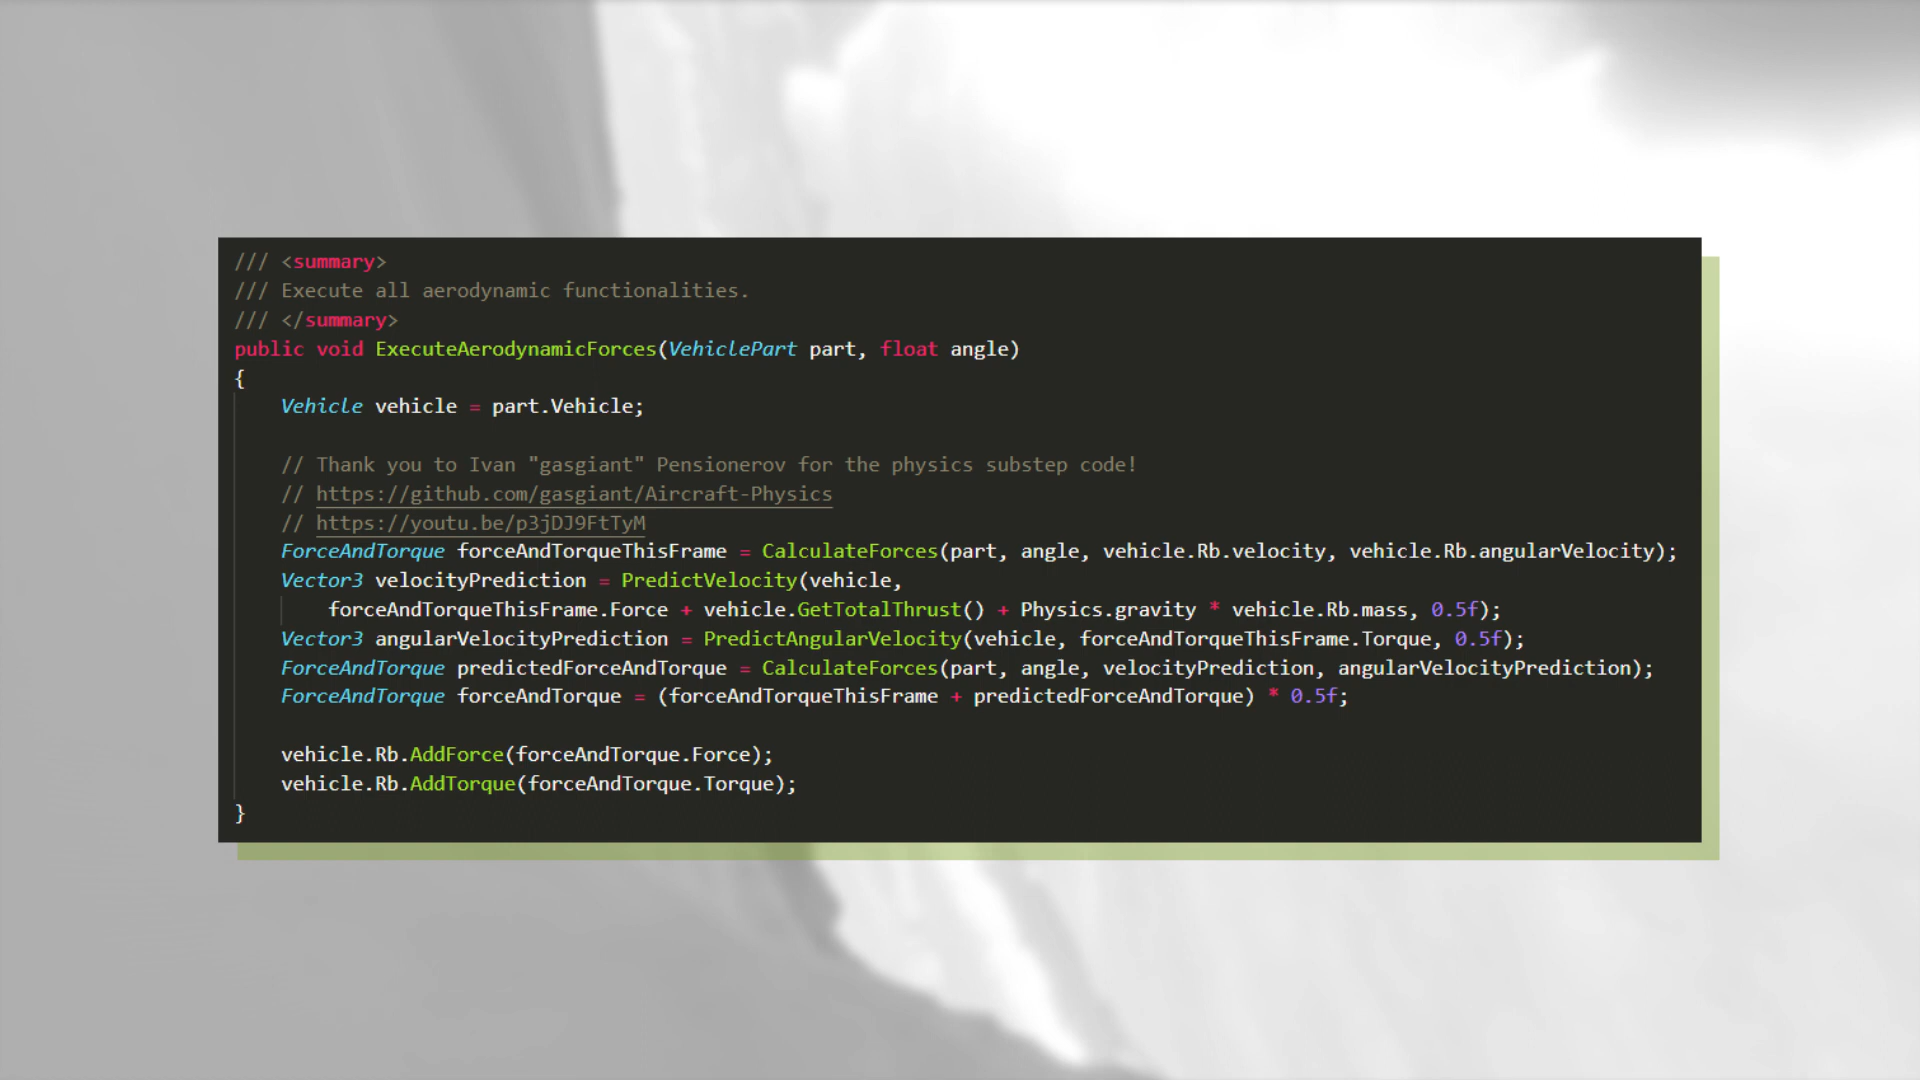 /// <summary>
/// Execute all aerodynamic functionalities.
/// </summary>
public void ExecuteAerodynamicForces(VehiclePart part, float angle)
{
    Vehicle vehicle = part.Vehicle;

    // Thank you to Ivan "gasgiant" Pensionerov for the physics substep code!
    // https://github.com/gasgiant/Aircraft-Physics
    // https://youtu.be/p3jDJ9FtTyM
    ForceAndTorque forceAndTorqueThisFrame = CalculateForces(part, angle, vehicle.Rb.velocity, vehicle.Rb.angularVelocity);
    Vector3 velocityPrediction = PredictVelocity(vehicle,
        forceAndTorqueThisFrame.Force + vehicle.GetTotalThrust() + Physics.gravity * vehicle.Rb.mass, 0.5f);
    Vector3 angularVelocityPrediction = PredictAngularVelocity(vehicle, forceAndTorqueThisFrame.Torque, 0.5f);
    ForceAndTorque predictedForceAndTorque = CalculateForces(part, angle, velocityPrediction, angularVelocityPrediction);
    ForceAndTorque forceAndTorque = (forceAndTorqueThisFrame + predictedForceAndTorque) * 0.5f;

    vehicle.Rb.AddForce(forceAndTorque.Force);
    vehicle.Rb.AddTorque(forceAndTorque.Torque);
}